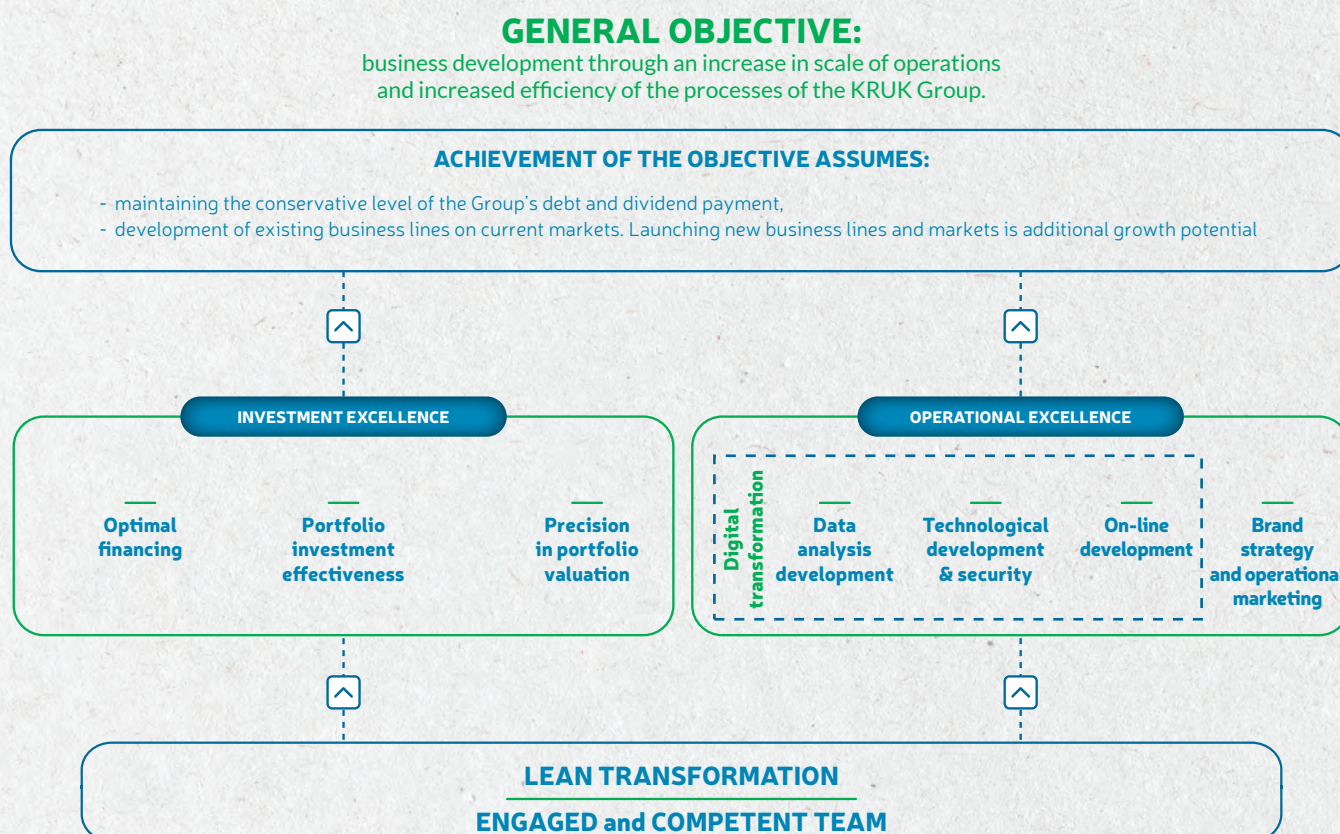 GENERAL OBJECTIVE:
business development through an increase in scale of operations
and increased efficiency of the processes of the KRUK Group.
ACHIEVEMENT OF THE OBJECTIVE ASSUMES:
- maintaining the conservative level of the Group's debt and dividend payment,
- development of existing business lines on current markets. Launching new business lines and markets is additional growth potential
INVESTMENT EXCELLENCE
Optimal
financing
Portfolio
investment
effectiveness
Precision
in portfolio
valuation
OPERATIONAL EXCELLENCE
Digital
transformation
Data
analysis
development
Technological
development
& security
On-line
development
Brand
strategy
and operationa
marketing
LEAN TRANSFORMATION
ENGAGED and COMPETENT TEAM